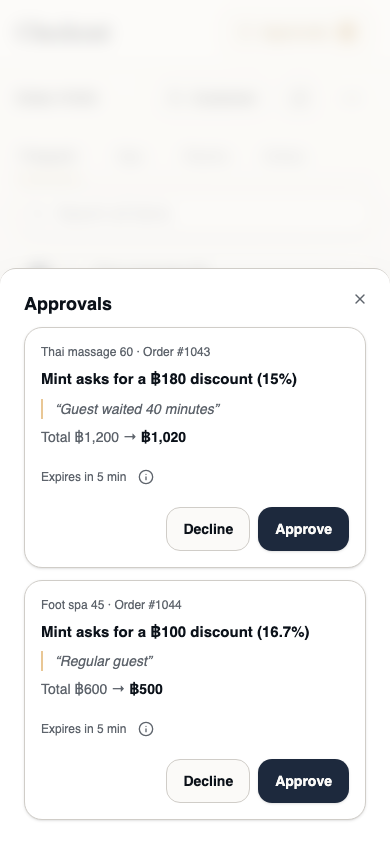 Approvals
Thai massage 60 · Order #1043
Mint asks for a ฿180 discount (15%)
“Guest waited 40 minutes”
Total ฿1,200 → ฿1,020
Expires in 5 min
Decline
Approve
Foot spa 45 · Order #1044
Mint asks for a ฿100 discount (16.7%)
“Regular guest”
Total ฿600 → ฿500
Expires in 5 min
Decline
Approve